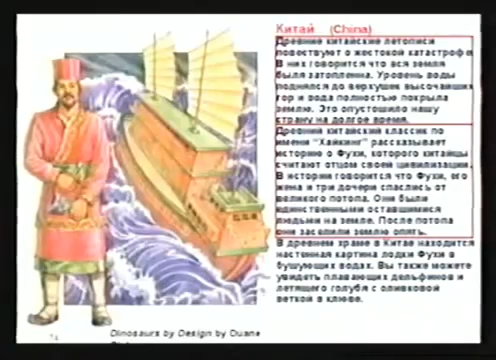 Китай (China)
Древние китайские летописи
повествуют о жестокой катастрофе
В них говорится что вся земля
была затопленна. Уровень воды
поднялся до верхушек высочайших
гор и вода полностью покрыла
землю. Это опустошило нашу
страну на долгое время.
Древний китайский классик по
имени "Хайкинг" рассказывает
историю о Фухи, которого китайцы
считают отцом своей цивилизации.
В истории говорится что Фухи, его
жена и три дочери спаслись от
великого потопа. Они были
единственными оставшимися
людьми на земле. После потопа
они заселили землю опять.
В древнем храме в Китае находится
настенная картина лодки Фухи в
бушующих водах. Вы также можете
увидеть плавающих дельфинов и
летящего голубя с оливковой
веткой в клюве.
Dinosaurs by Design by Duane